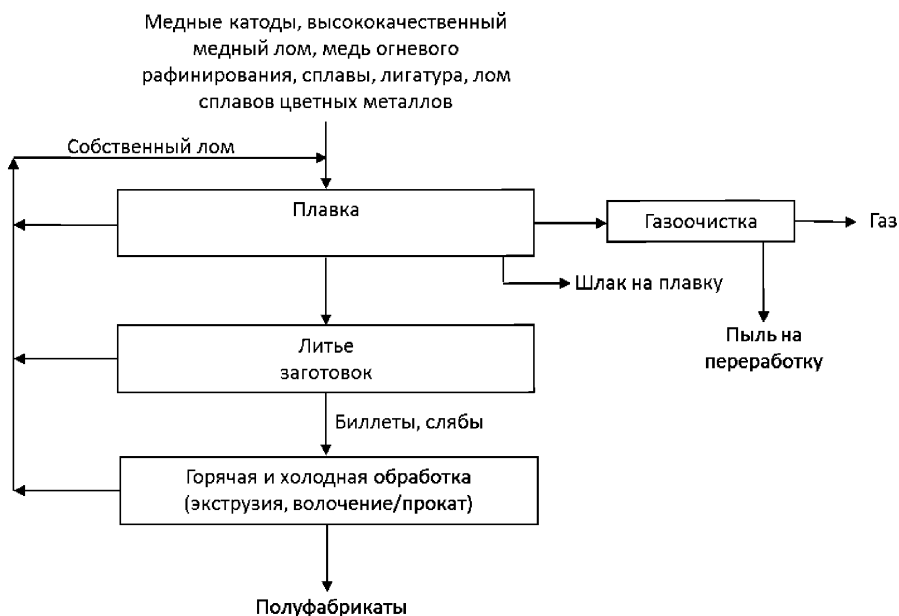 Медные катоды, высококачественный
медный лом, медь огневого
рафинирования, сплавы, лигатура, лом
сплавов цветных металлов
Собственный лом
Плавка
Газоочистка
Газ
Шлак на плавку
Пыль на
переработку
Литье
заготовок
Биллеты, слябы
Горячая и холодная обработка
(экструзия, волочение/прокат)
Полуфабрикаты